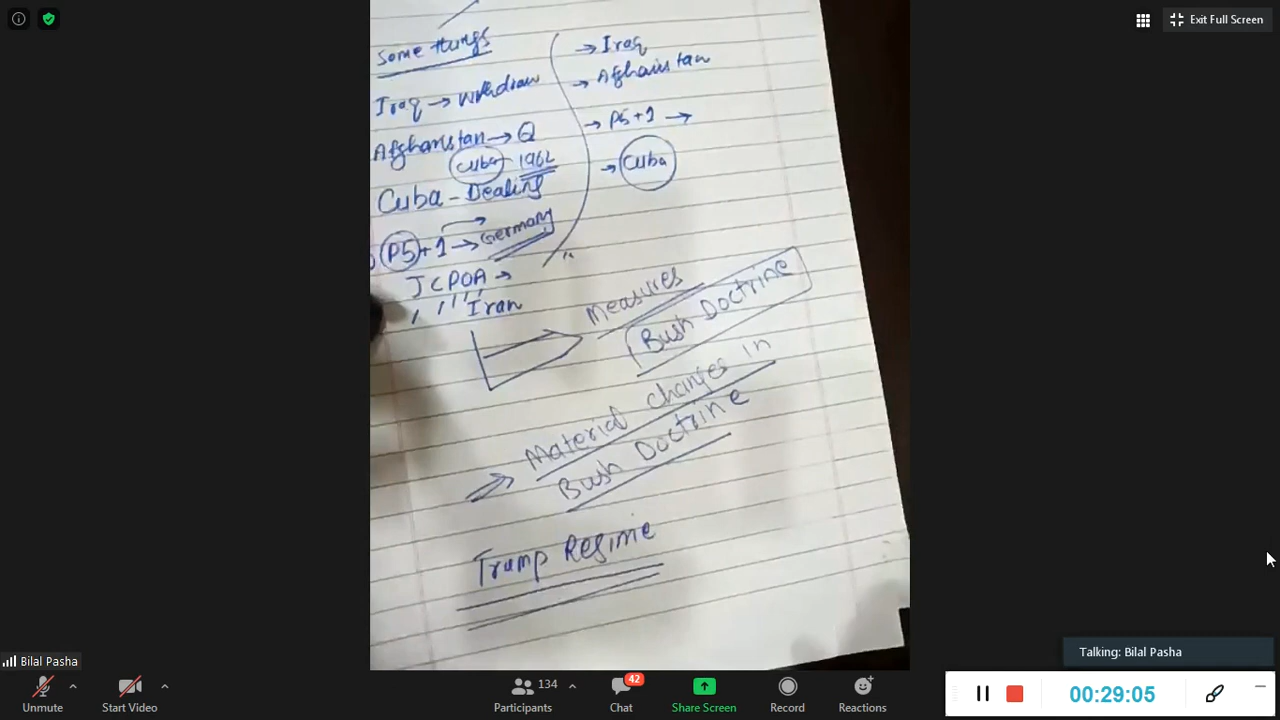 Exit Full Screen
Some things
Iraq → withdraw
Afghanistan → Q
Cuba 1962
Cuba - Dealing
P5+1 → Germany
JCPOA →
Iran
→ Iraq
→ Afghanistan
→ P5+1 →
→ Cuba
Measures
Bush Doctrine
Material changes in
Bush Doctrine
Trump Regime
Bilal Pasha
Talking: Bilal Pasha
Unmute
Start Video
134
Participants
42
Chat
Share Screen
Record
Reactions
00:29:05